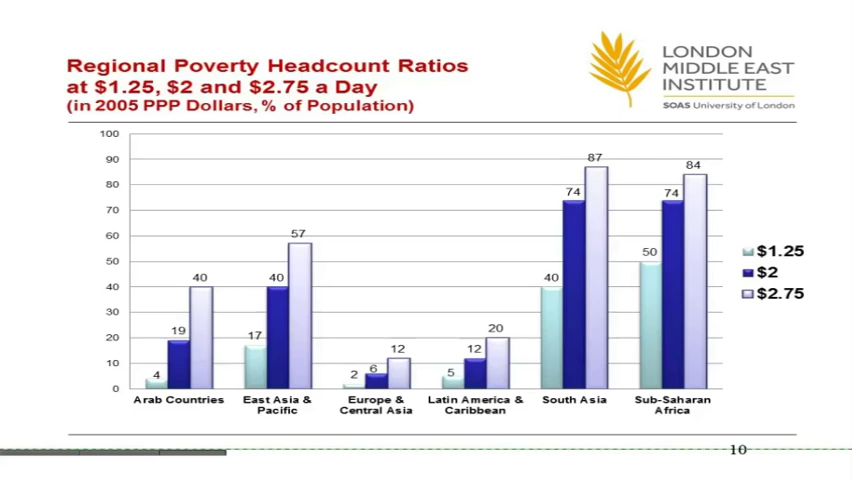 Regional Poverty Headcount Ratios
at $1.25, $2 and $2.75 a Day
(in 2005 PPP Dollars, % of Population)
LONDON
MIDDLE EAST
INSTITUTE
SOAS University of London
100
90
80
70
60
50
40
30
20
10
0
4
19
40
17
40
57
2
6
12
5
12
20
40
74
87
50
74
84
Arab Countries
East Asia &
Pacific
Europe &
Central Asia
Latin America &
Caribbean
South Asia
Sub-Saharan
Africa
$1.25
$2
$2.75
10